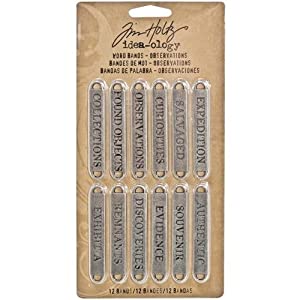 Tim Holtz
idea-ology
WORD BANDS - OBSERVATIONS
BANDES DE MOT - OBSERVATIONS
BANDAS DE PALABRA - OBSERVACIONES
COLLECTIONS
FOUND OBJECTS
OBSERVATIONS
CURIOSITIES
SALVAGED
EXPEDITION
EXHIBIT A
REMNANTS
DISCOVERIES
EVIDENCE
SOUVENIR
AUTHENTIC
12 BANDS/12 BANDES/12 BANDAS